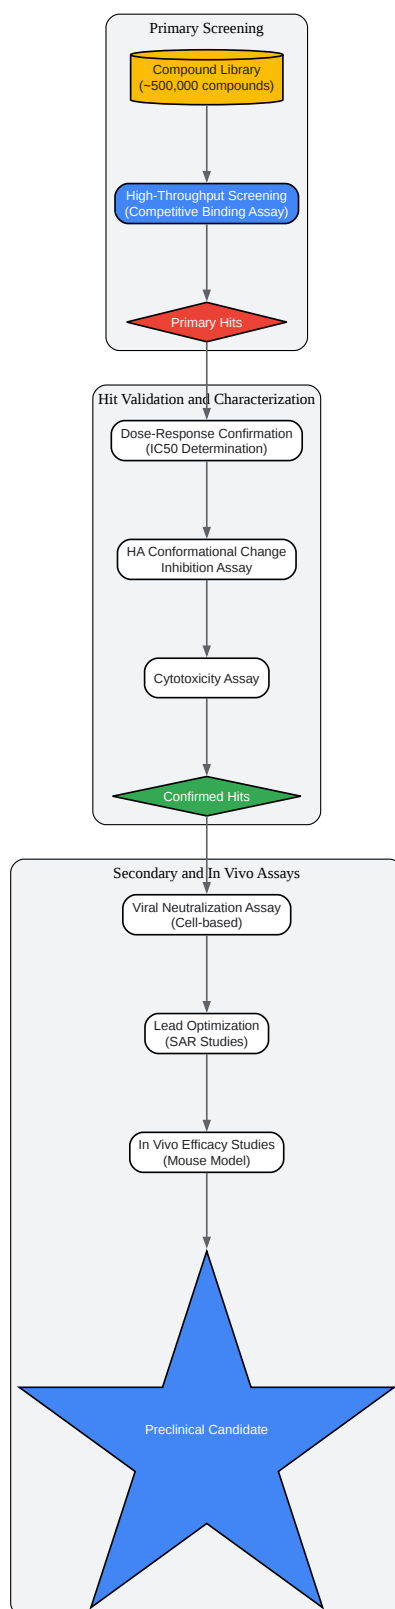 Primary Screening
Compound Library
(~500,000 compounds)
High-Throughput Screening
(Competitive Binding Assay)
Primary Hits
Hit Validation and Characterization
Dose-Response Confirmation
(IC50 Determination)
HA Conformational Change
Inhibition Assay
Cytotoxicity Assay
Confirmed Hits
Secondary and In Vivo Assays
Viral Neutralization Assay
(Cell-based)
Lead Optimization
(SAR Studies)
In Vivo Efficacy Studies
(Mouse Model)
Preclinical Candidate